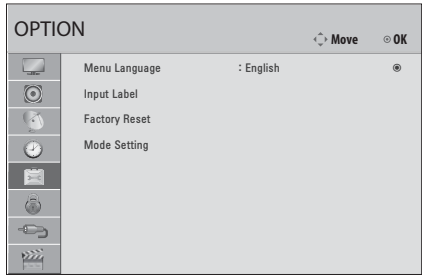 OPTION
Move
OK
Menu Language : English
Input Label
Factory Reset
Mode Setting